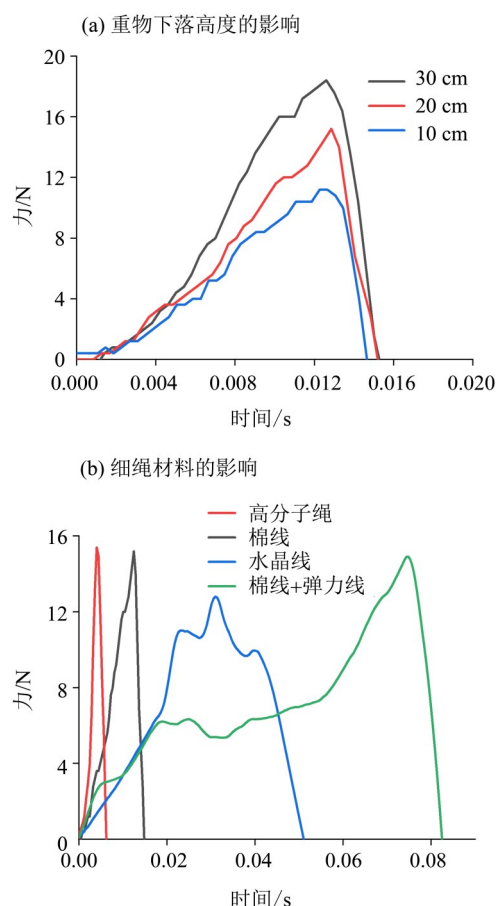 (a) 重物下落高度的影响
20
16
12
8
4
0
力/N
30 cm
20 cm
10 cm
0.000 0.004 0.008 0.012 0.016 0.020
时间/s
(b) 细绳材料的影响
高分子绳
棉线
水晶线
棉线+弹力线
16
12
8
4
0
力/N
0.00 0.02 0.04 0.06 0.08
时间/s